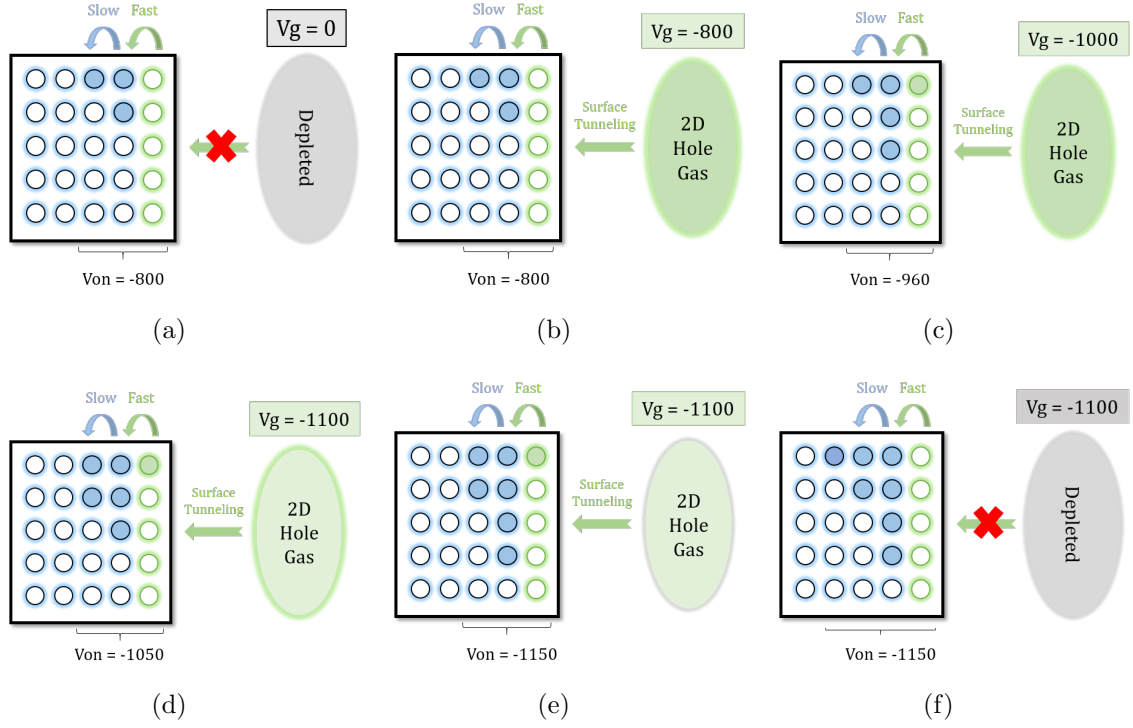 Slow Fast
Vg = 0
Depleted
Von = -800
(a)
Slow Fast
Vg = -800
Surface
Tunneling
2D
Hole
Gas
Von = -800
(b)
Slow Fast
Vg = -1000
Surface
Tunneling
2D
Hole
Gas
Von = -960
(c)
Slow Fast
Vg = -1100
Surface
Tunneling
2D
Hole
Gas
Von = -1050
(d)
Slow Fast
Vg = -1100
Surface
Tunneling
2D
Hole
Gas
Von = -1150
(e)
Slow Fast
Vg = -1100
Depleted
Von = -1150
(f)